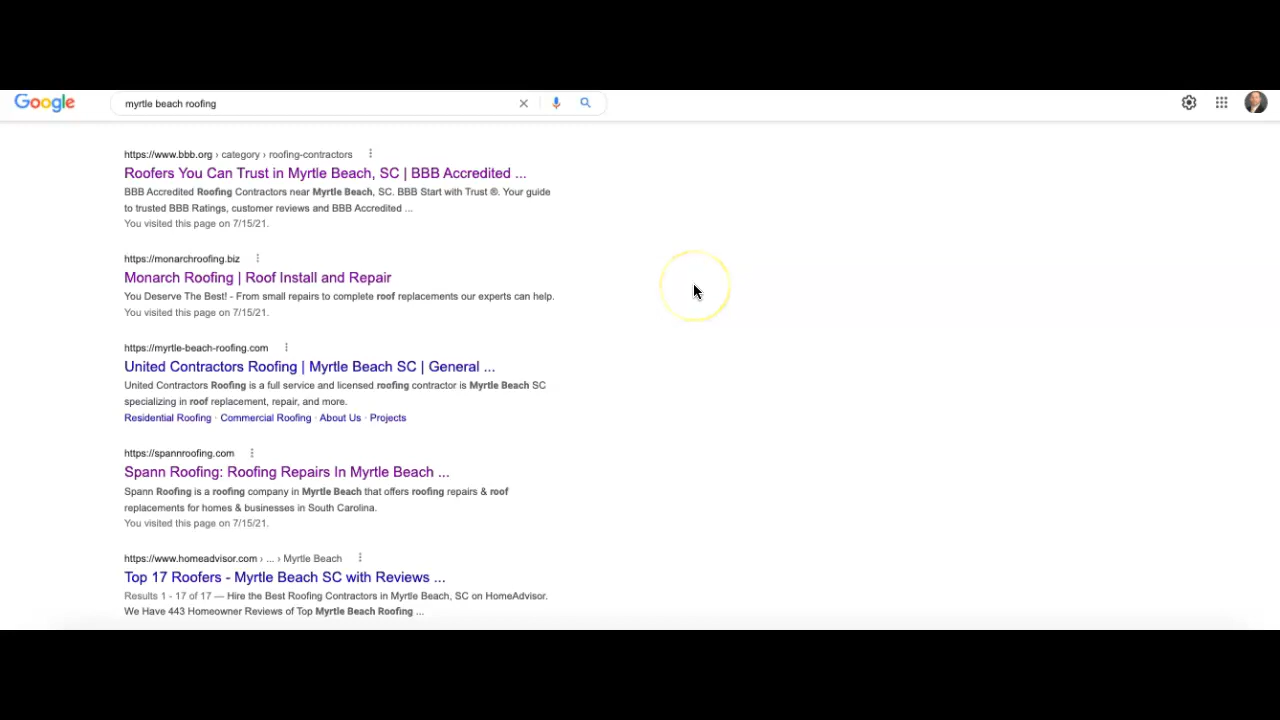 Google
myrtle beach roofing
https://www.bbb.org › category › roofing-contractors
Roofers You Can Trust in Myrtle Beach, SC | BBB Accredited ...
BBB Accredited Roofing Contractors near Myrtle Beach, SC. BBB Start with Trust ®. Your guide
to trusted BBB Ratings, customer reviews and BBB Accredited ...
You visited this page on 7/15/21.
https://monarchroofing.biz
Monarch Roofing | Roof Install and Repair
You Deserve The Best! - From small repairs to complete roof replacements our experts can help.
You visited this page on 7/15/21.
https://myrtle-beach-roofing.com
United Contractors Roofing | Myrtle Beach SC | General ...
United Contractors Roofing is a full service and licensed roofing contractor is Myrtle Beach SC
specializing in roof replacement, repair, and more.
Residential Roofing · Commercial Roofing · About Us · Projects
https://spannroofing.com
Spann Roofing: Roofing Repairs In Myrtle Beach ...
Spann Roofing is a roofing company in Myrtle Beach that offers roofing repairs & roof
replacements for homes & businesses in South Carolina.
You visited this page on 7/15/21.
https://www.homeadvisor.com › ... › Myrtle Beach
Top 17 Roofers - Myrtle Beach SC with Reviews ...
Results 1 - 17 of 17 — Hire the Best Roofing Contractors in Myrtle Beach, SC on HomeAdvisor.
We Have 443 Homeowner Reviews of Top Myrtle Beach Roofing ...